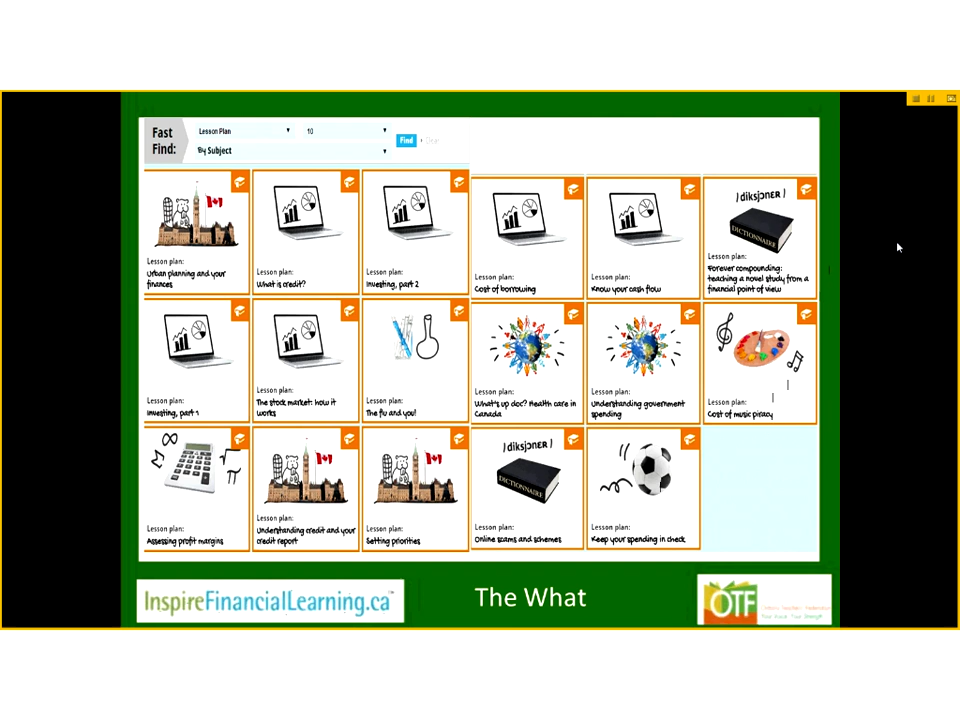 Fast
Find:
Lesson Plan
10
By Subject
Find
Clear
Lesson plan:
Urban planning and your
finances
Lesson plan:
What is credit?
Lesson plan:
Investing, part 2
Lesson plan:
Cost of borrowing
Lesson plan:
Know your cash flow
/diksjɔnɛʀ/
DICTIONNAIRE
Lesson plan:
Forever compounding:
teaching a novel study from a
financial point of view
Lesson plan:
Investing, part 1
Lesson plan:
The stock market: how it
works
Lesson plan:
The flu and you!
Lesson plan:
What's up doc? Health care in
Canada
Lesson plan:
Understanding government
spending
Lesson plan:
Cost of music piracy
Lesson plan:
Assessing profit margins
Lesson plan:
Understanding credit and your
credit report
Lesson plan:
Setting priorities
/diksjɔnɛʀ/
DICTIONNAIRE
Lesson plan:
Online scams and schemes
Lesson plan:
Keep your spending in check
InspireFinancialLearning.ca™
The What
OTF